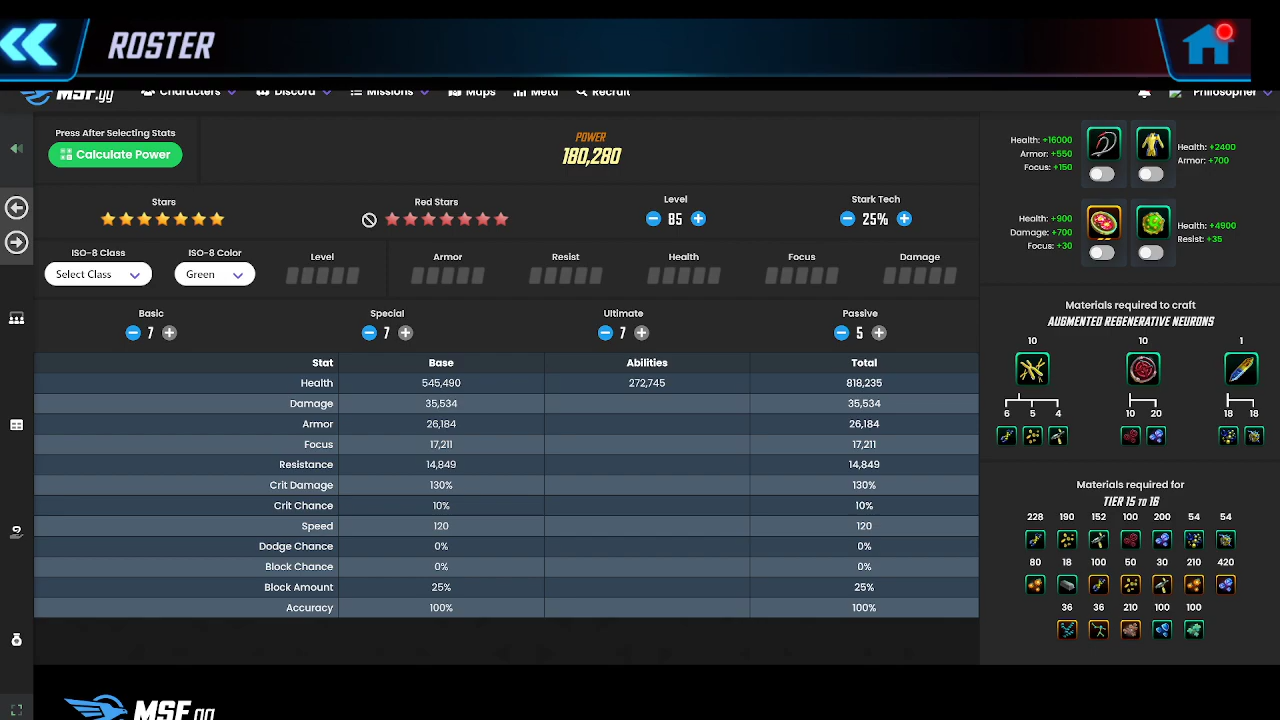 ROSTER
MSF.gg Characters Discord Missions Maps Meta Recruit Philosopher
Press After Selecting Stats
Calculate Power
POWER
180,280
Stars
Red Stars
Level
85
Stark Tech
25%
ISO-8 Class
Select Class
ISO-8 Color
Green
Level
Armor
Resist
Health
Focus
Damage
Basic
7
Special
7
Ultimate
7
Passive
5
Stat Base Abilities Total
Health 545,490 272,745 818,235
Damage 35,534 35,534
Armor 26,184 26,184
Focus 17,211 17,211
Resistance 14,849 14,849
Crit Damage 130% 130%
Crit Chance 10% 10%
Speed 120 120
Dodge Chance 0% 0%
Block Chance 0% 0%
Block Amount 25% 25%
Accuracy 100% 100%
Health: +16000
Armor: +550
Focus: +150
Health: +2400
Armor: +700
Health: +900
Damage: +700
Focus: +30
Health: +4900
Resist: +35
Materials required to craft
AUGMENTED REGENERATIVE NEURONS
10 10 1
6 5 4 10 20 18 18
Materials required for
TIER 15 TO 16
228 190 152 100 200 54 54
80 18 100 50 30 210 420
36 36 210 100 100
MSF.gg